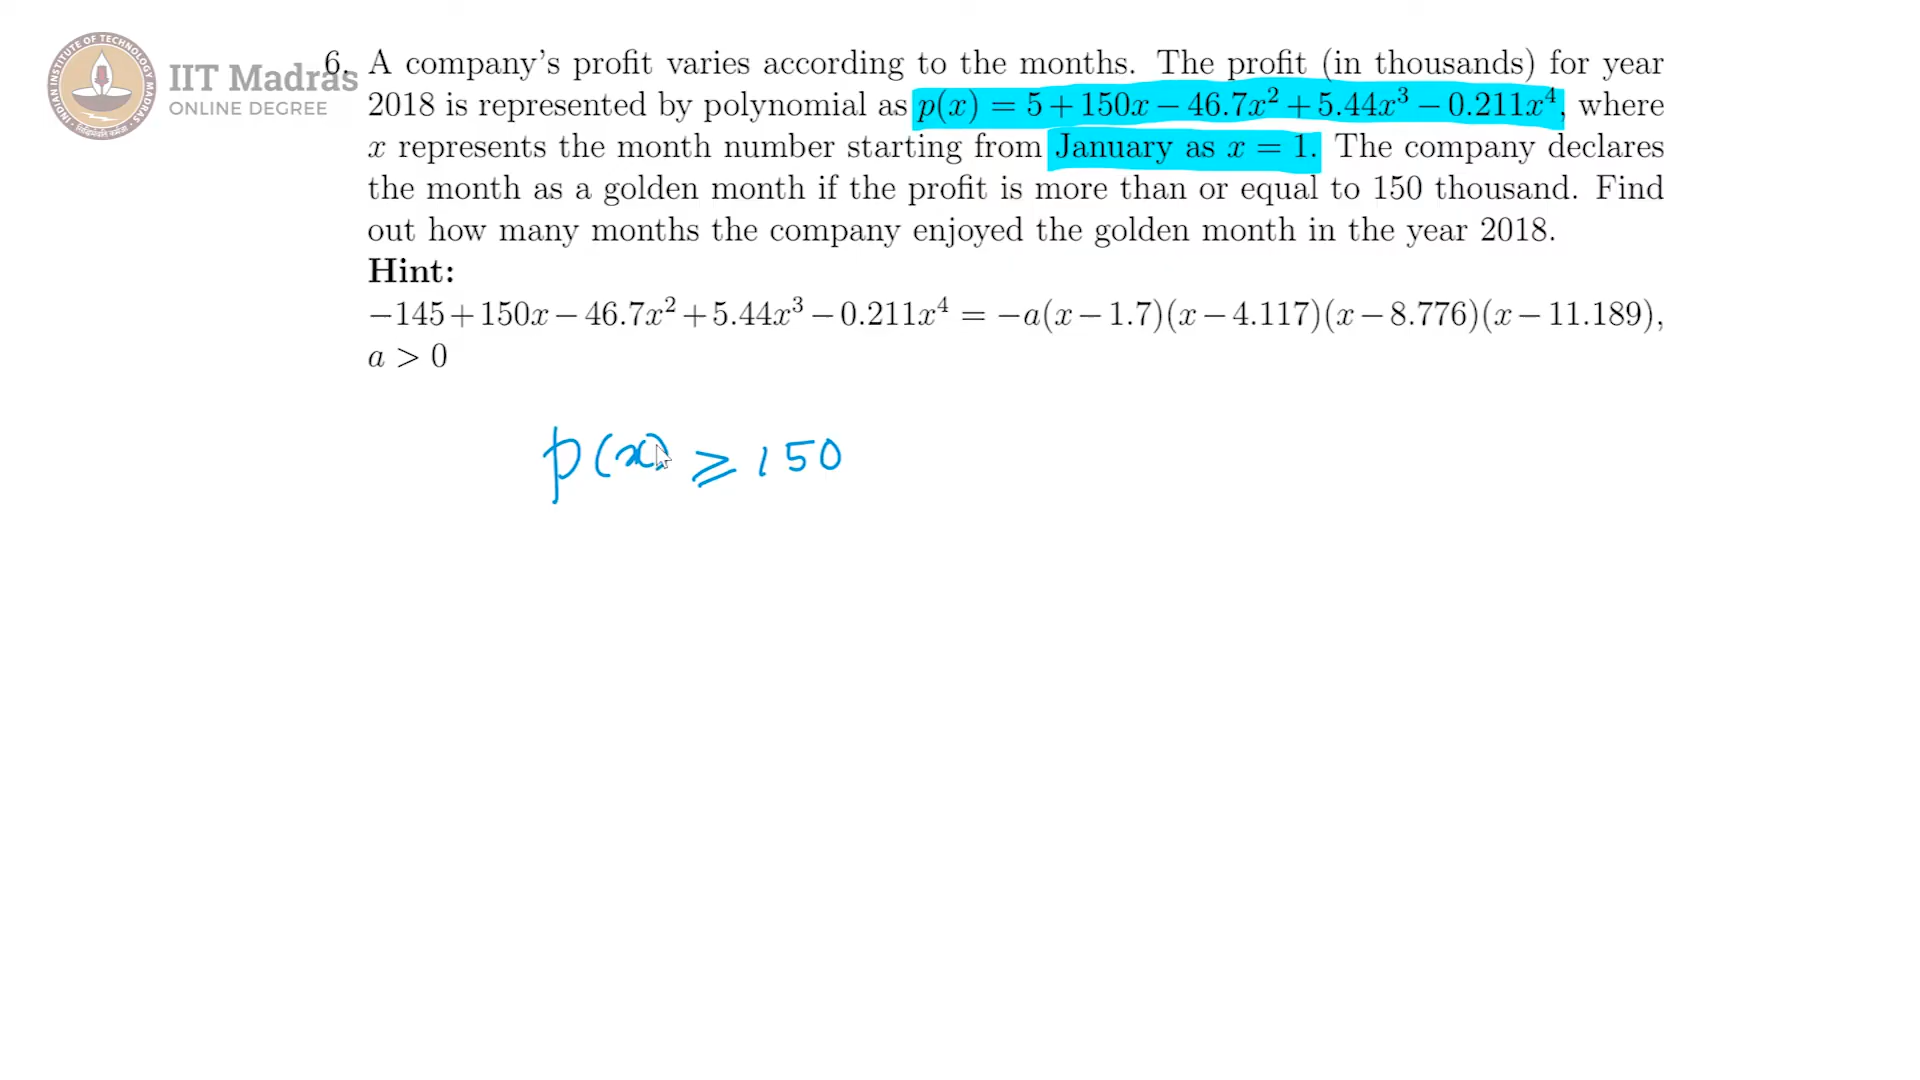 IIT Madras
ONLINE DEGREE
INDIAN INSTITUTE OF TECHNOLOGY MADRAS
6. A company's profit varies according to the months. The profit (in thousands) for year
2018 is represented by polynomial as p(x) = 5 + 150x − 46.7x² + 5.44x³ − 0.211x⁴, where
x represents the month number starting from January as x = 1. The company declares
the month as a golden month if the profit is more than or equal to 150 thousand. Find
out how many months the company enjoyed the golden month in the year 2018.
Hint:
−145 + 150x − 46.7x² + 5.44x³ − 0.211x⁴ = −a(x − 1.7)(x − 4.117)(x − 8.776)(x − 11.189),
a > 0
p(x) ⩾ 150